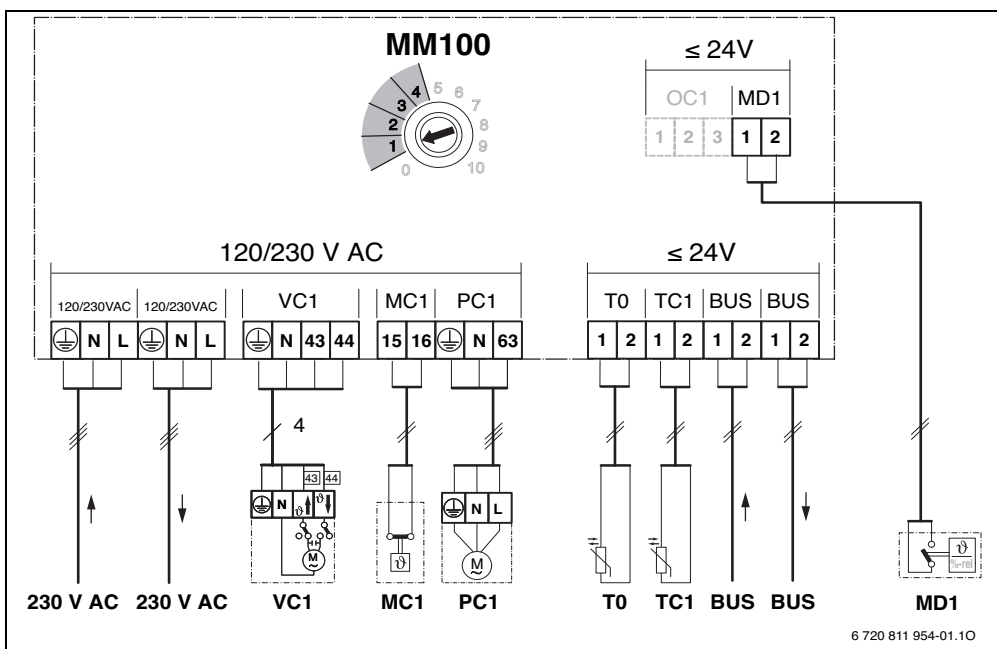 MM100
≤ 24V
OC1 MD1
1 2 3 1 2
0 1 2 3 4 5 6 7 8 9 10
120/230 V AC
≤ 24V
120/230VAC 120/230VAC VC1 MC1 PC1 T0 TC1 BUS BUS
N L N L N 43 44 15 16 N 63 1 2 1 2 1 2 1 2
4
43 44
N ϑ ϑ N L
M ~ ϑ M ~
ϑ
%-rel
230 V AC 230 V AC VC1 MC1 PC1 T0 TC1 BUS BUS MD1
6 720 811 954-01.1O